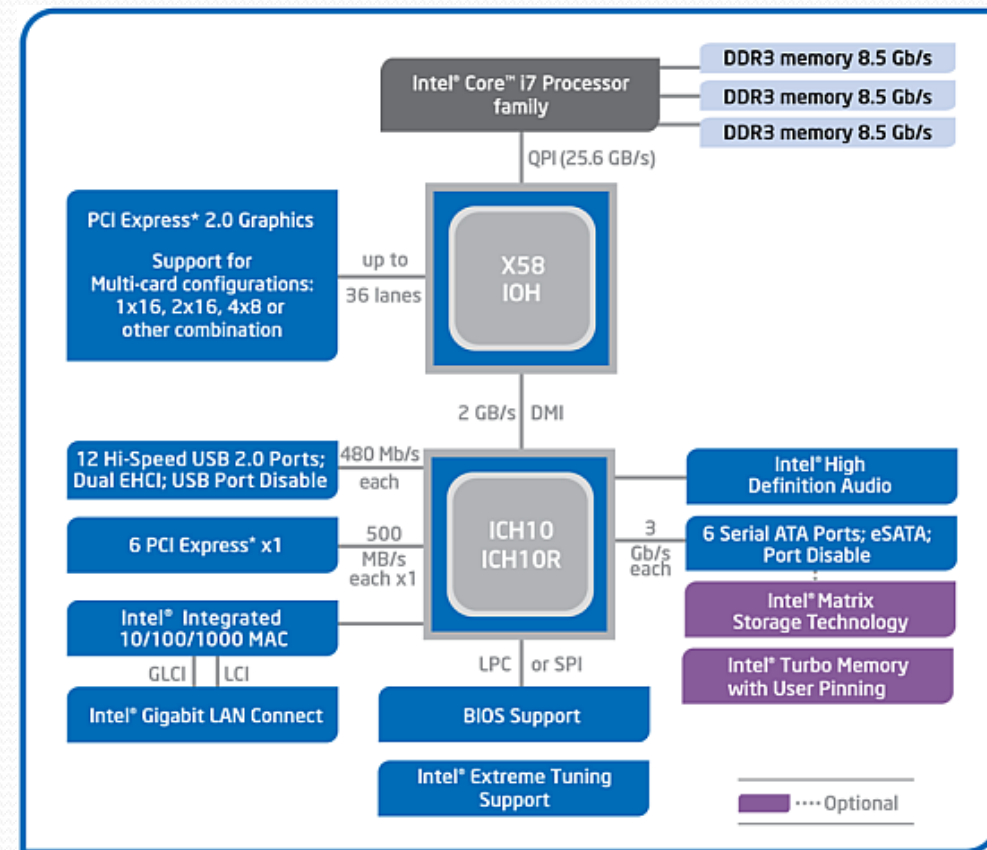 Intel® Core™ i7 Processor
family
DDR3 memory 8.5 Gb/s
DDR3 memory 8.5 Gb/s
DDR3 memory 8.5 Gb/s
QPI (25.6 GB/s)
PCI Express* 2.0 Graphics
Support for
Multi-card configurations:
1x16, 2x16, 4x8 or
other combination
up to
36 lanes
X58
IOH
2 GB/s DMI
12 Hi-Speed USB 2.0 Ports;
Dual EHCI; USB Port Disable
480 Mb/s
each
6 PCI Express* x1
500
MB/s
each x1
Intel® Integrated
10/100/1000 MAC
GLCI LCI
Intel® Gigabit LAN Connect
ICH10
ICH10R
Intel® High
Definition Audio
3
Gb/s
each
6 Serial ATA Ports; eSATA;
Port Disable
Intel® Matrix
Storage Technology
Intel® Turbo Memory
with User Pinning
LPC or SPI
BIOS Support
Intel® Extreme Tuning
Support
Optional